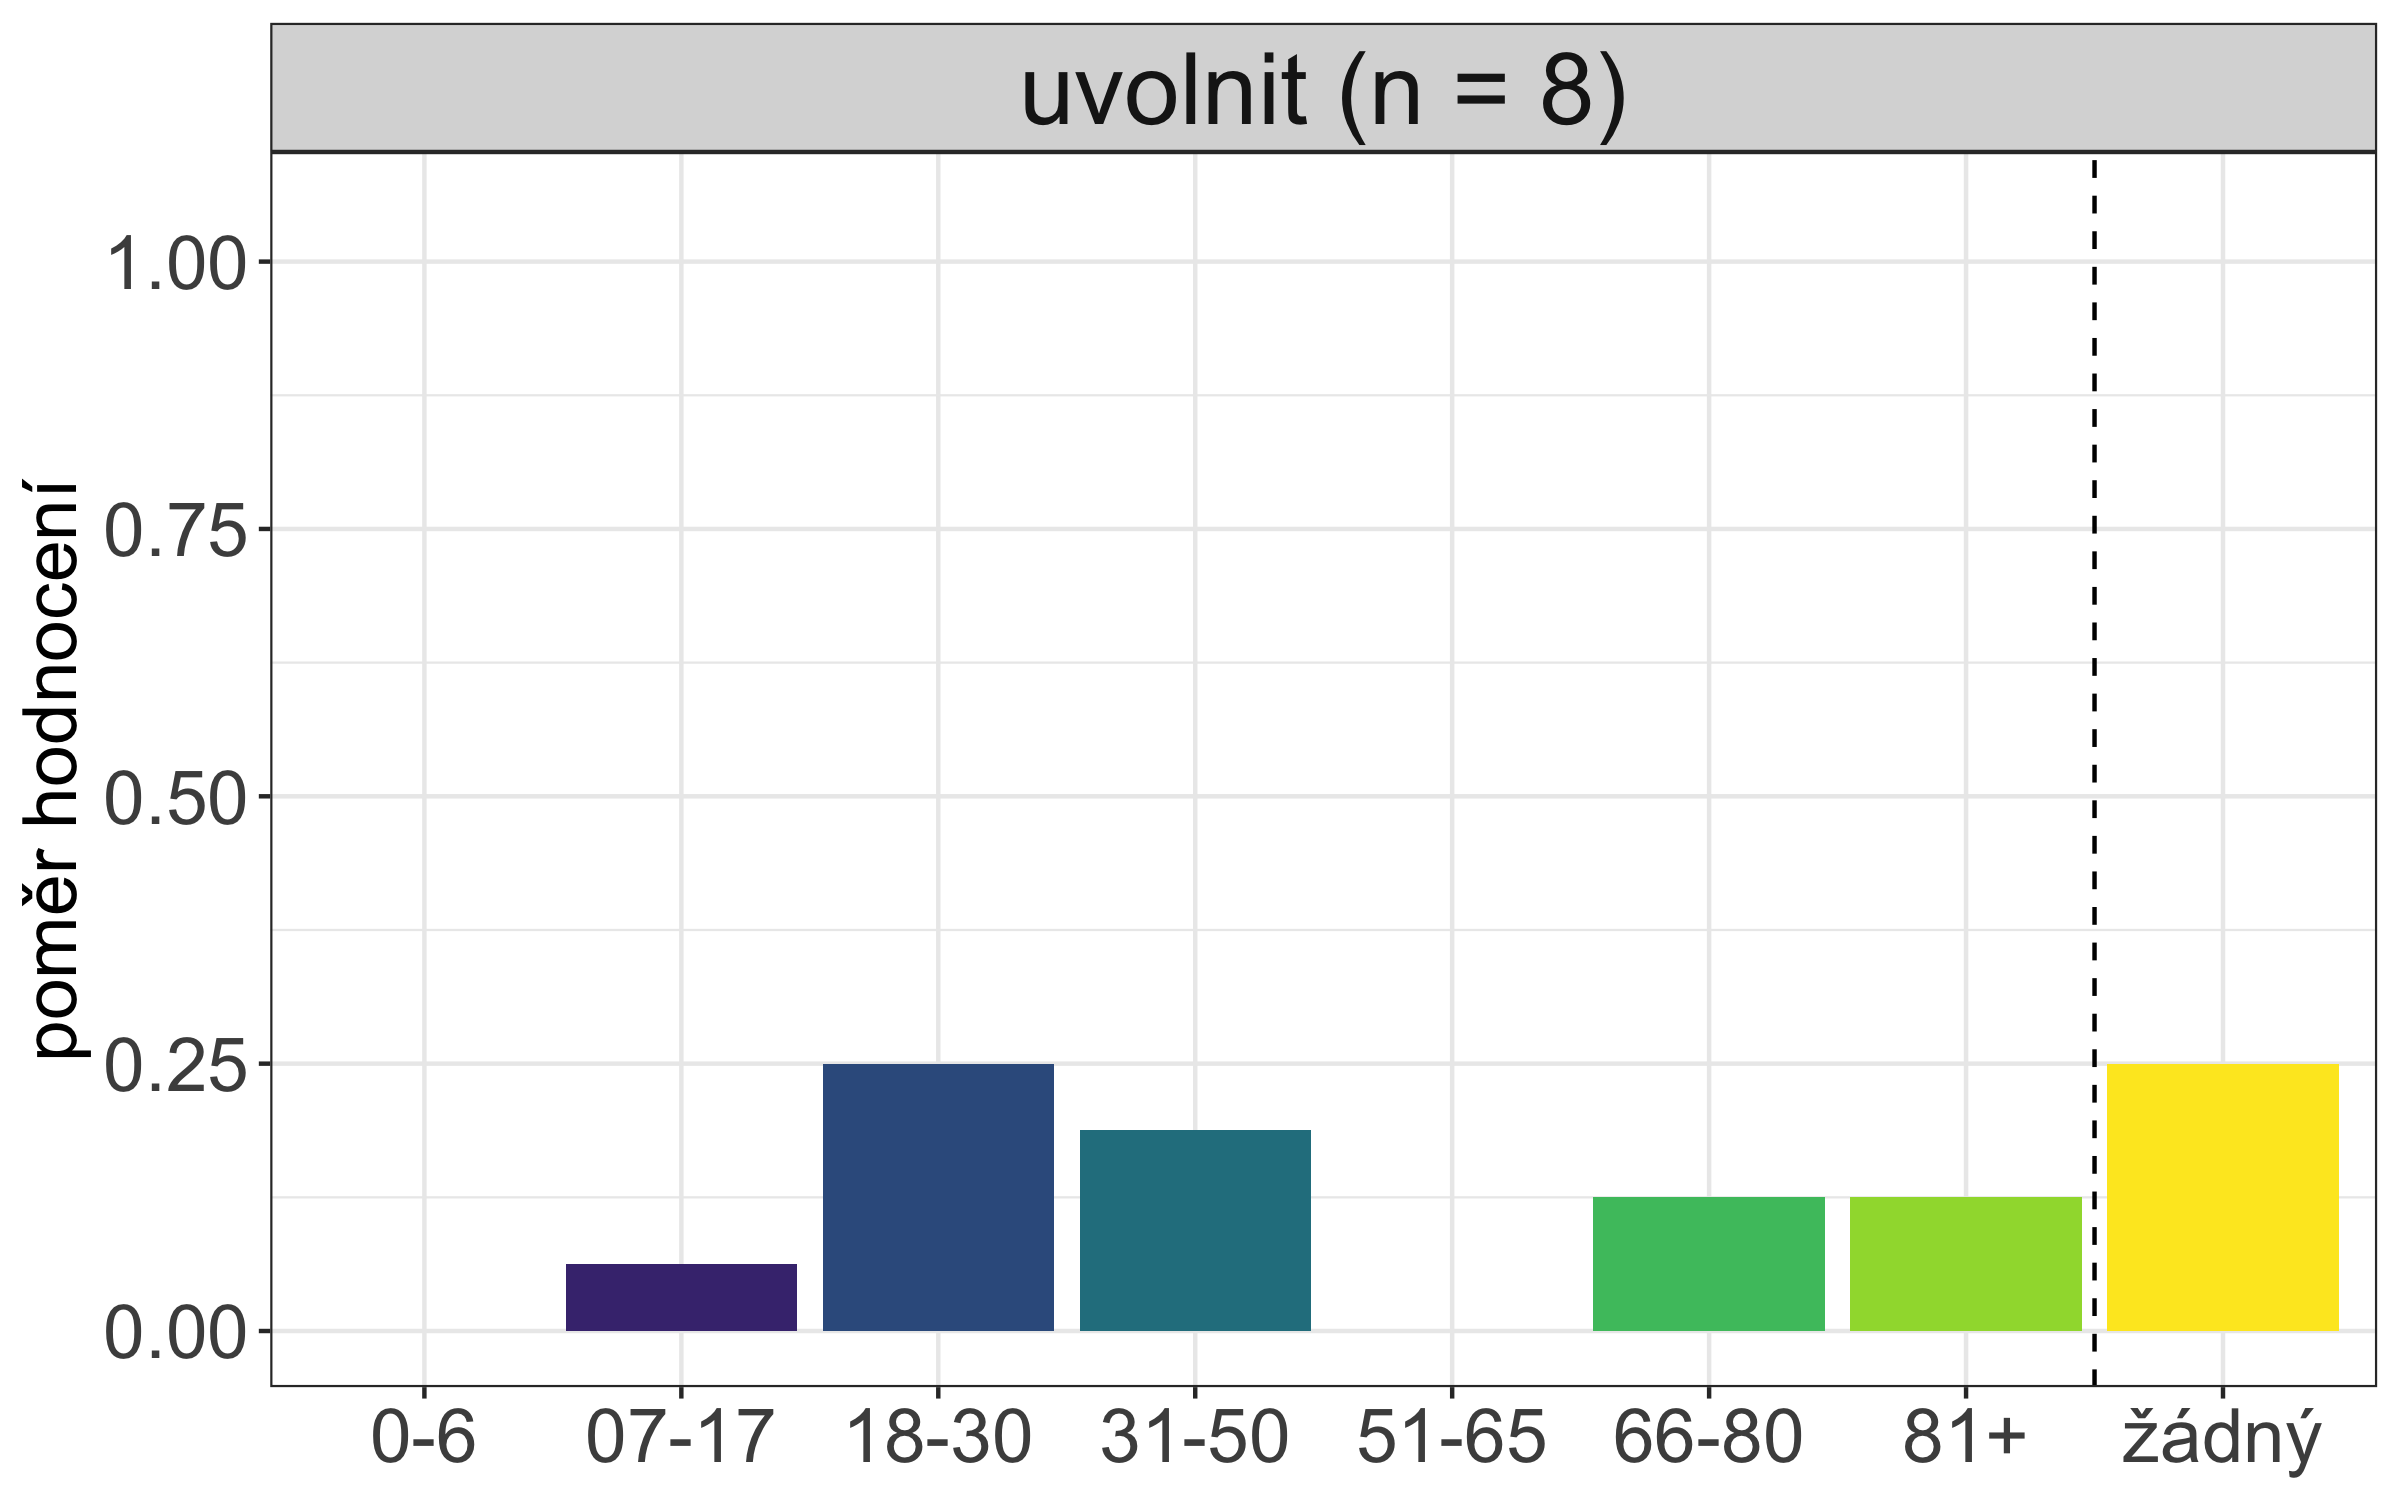 uvolnit (n = 8)
poměr hodnocení
1.00
0.75
0.50
0.25
0.00
0-6 07-17 18-30 31-50 51-65 66-80 81+ žádný